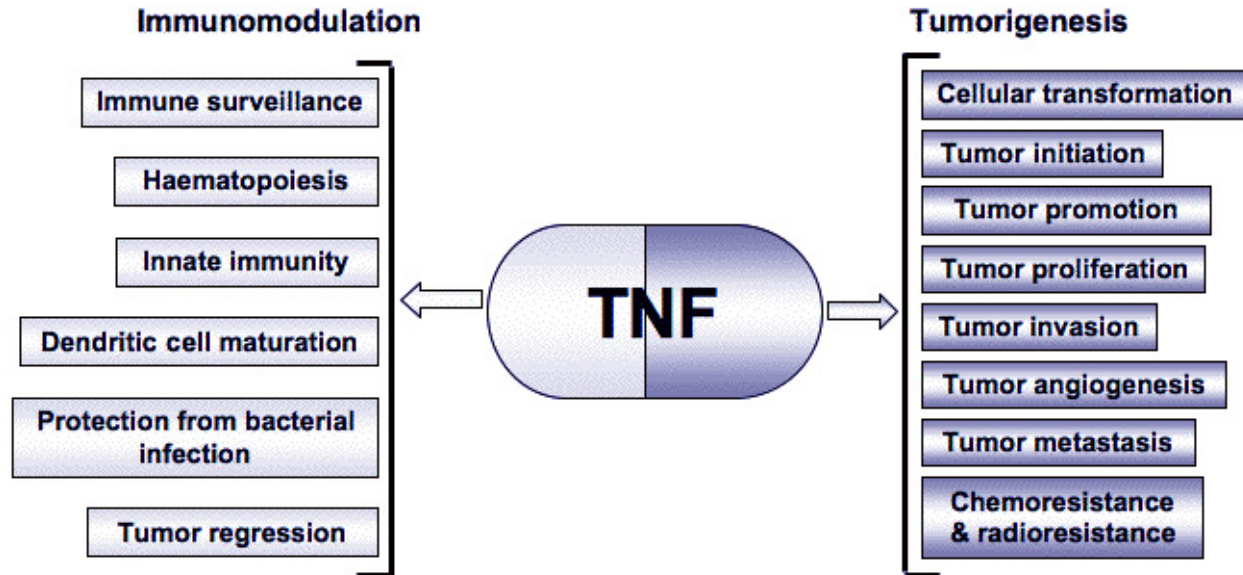 Immunomodulation
Immune surveillance
Haematopoiesis
Innate immunity
Dendritic cell maturation
Protection from bacterial
infection
Tumor regression
TNF
Tumorigenesis
Cellular transformation
Tumor initiation
Tumor promotion
Tumor proliferation
Tumor invasion
Tumor angiogenesis
Tumor metastasis
Chemoresistance
& radioresistance